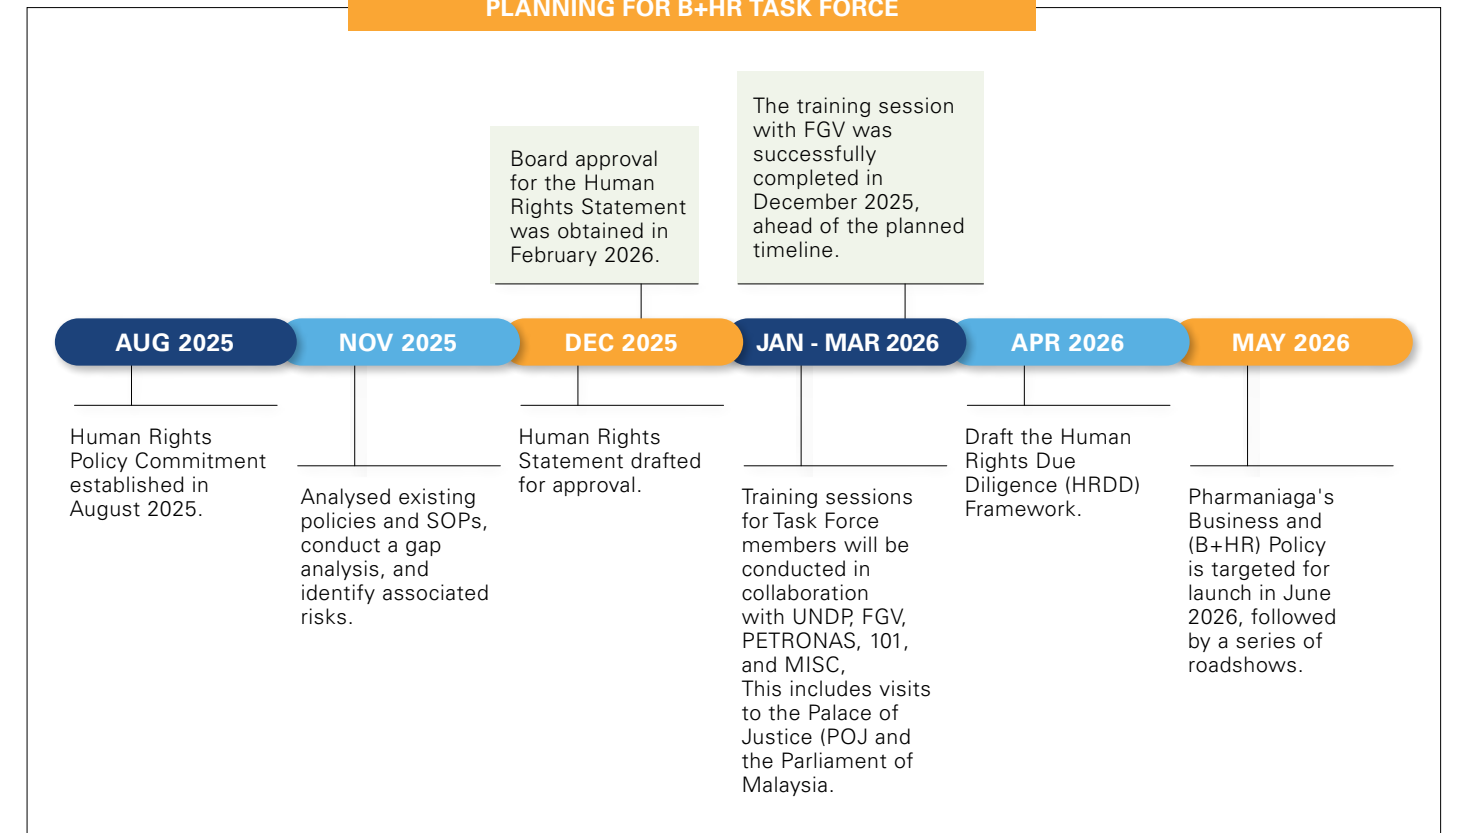 PLANNING FOR B+HR TASK FORCE
Board approval
for the Human
Rights Statement
was obtained in
February 2026.
The training session
with FGV was
successfully
completed in
December 2025,
ahead of the planned
timeline.
AUG 2025
NOV 2025
DEC 2025
JAN - MAR 2026
APR 2026
MAY 2026
Human Rights
Policy Commitment
established in
August 2025.
Analysed existing
policies and SOPs,
conduct a gap
analysis, and
identify associated
risks.
Human Rights
Statement drafted
for approval.
Training sessions
for Task Force
members will be
conducted in
collaboration
with UNDP, FGV,
PETRONAS, 101,
and MISC,
This includes visits
to the Palace of
Justice (POJ and
the Parliament of
Malaysia.
Draft the Human
Rights Due
Diligence (HRDD)
Framework.
Pharmaniaga's
Business and
(B+HR) Policy
is targeted for
launch in June
2026, followed
by a series of
roadshows.